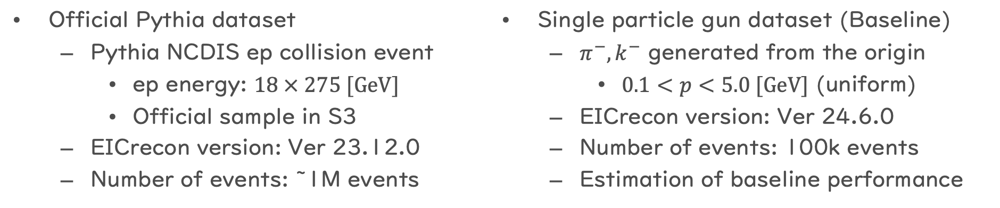 • Official Pythia dataset
– Pythia NCDIS ep collision event
• ep energy: 18 × 275 [GeV]
• Official sample in S3
– EICrecon version: Ver 23.12.0
– Number of events: ~1M events
• Single particle gun dataset (Baseline)
– π⁻, k⁻ generated from the origin
• 0.1 < p < 5.0 [GeV] (uniform)
– EICrecon version: Ver 24.6.0
– Number of events: 100k events
– Estimation of baseline performance